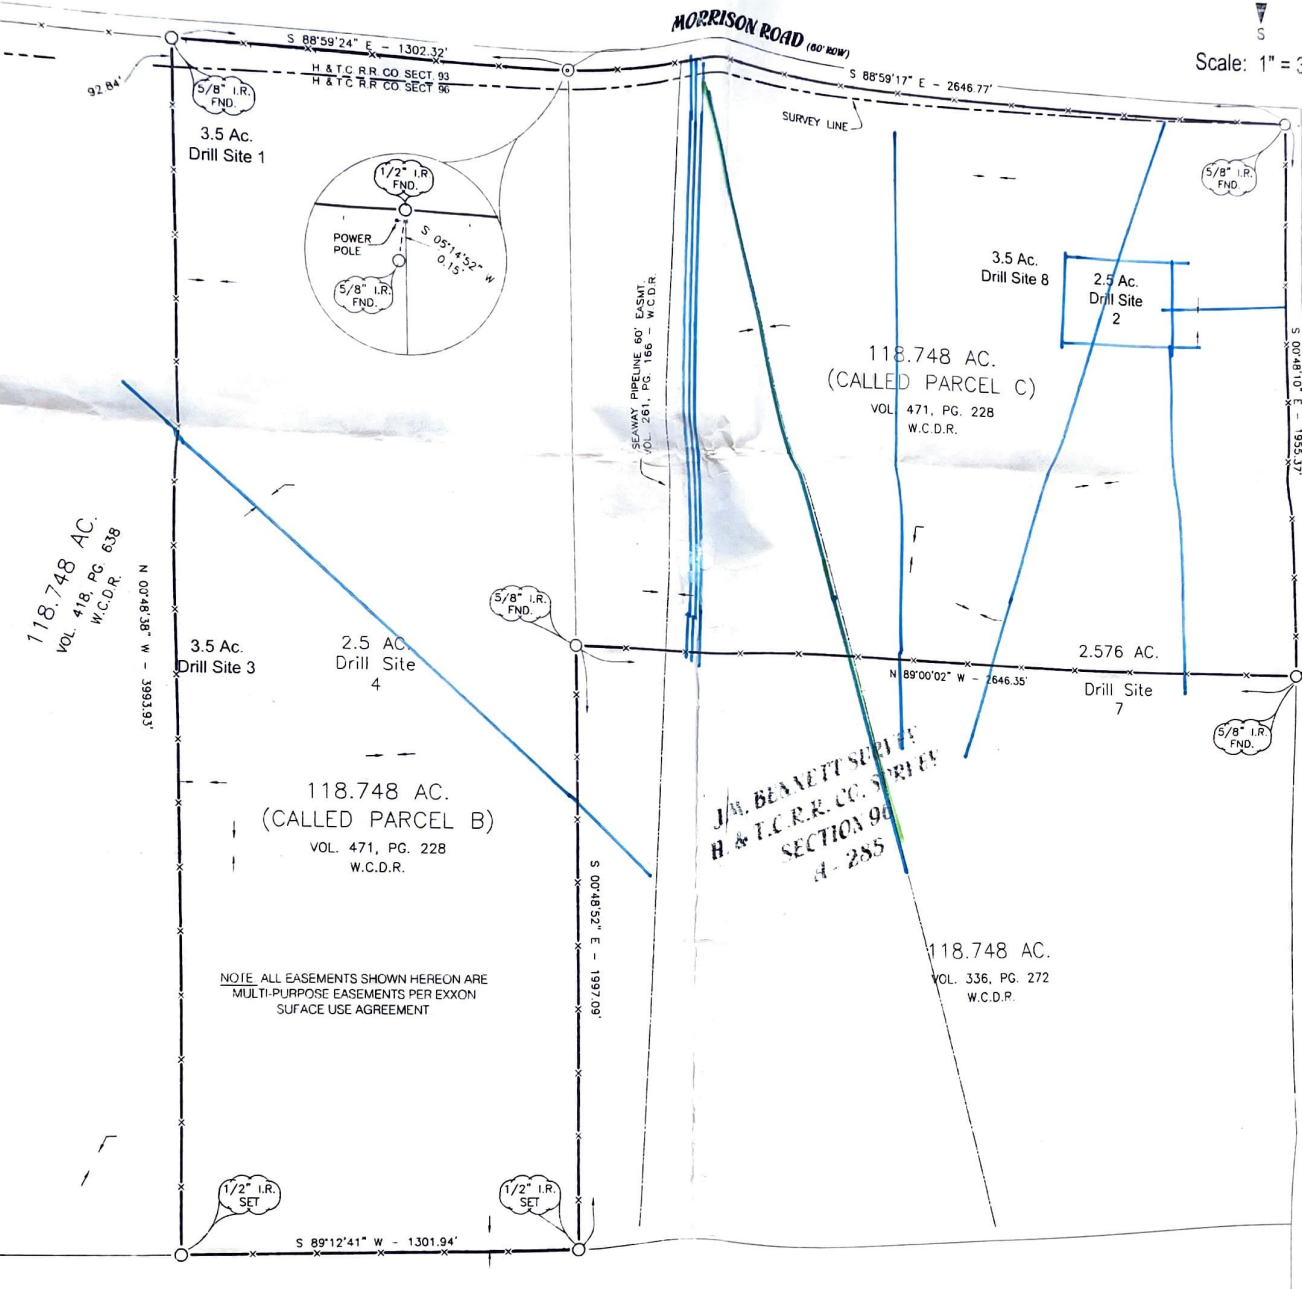 MORRISON ROAD (60' ROW)
S
Scale: 1" = 3
S 88°59'24" E - 1302.32'
H & T C R.R. CO. SECT. 93
H & T C R.R. CO. SECT 96
92.84'
5/8" I.R.
FND.
3.5 Ac.
Drill Site 1
1/2" I.R
FND.
POWER
POLE
S 05°14'52" W
0.15'
5/8" I.R.
FND.
S 88°59'17" E - 2646.77'
SURVEY LINE
5/8" I.R.
FND.
SEAWAY PIPELINE 60' EASMT.
VOL. 261, PG. 166 - W.C.D.R.
3.5 Ac.
Drill Site 8
2.5 Ac.
Drill Site
2
118.748 AC.
(CALLED PARCEL C)
VOL. 471, PG. 228
W.C.D.R.
S 00°48'10" E - 1955.37'
118.748 AC.
VOL. 418, PG. 638
W.C.D.R.
N 00°48'38" W - 3993.93'
3.5 Ac.
Drill Site 3
2.5 AC.
Drill Site
4
5/8" I.R.
FND.
N 89°00'02" W - 2646.35'
2.576 AC.
Drill Site
7
5/8" I.R.
FND.
118.748 AC.
(CALLED PARCEL B)
VOL. 471, PG. 228
W.C.D.R.
J.M. BENNETT SURVEY
H. & T.C.R.R. CO. SURVEY
SECTION 96
A - 285
S 00°48'52" E - 1997.09'
118.748 AC.
VOL. 336, PG. 272
W.C.D.R.
NOTE ALL EASEMENTS SHOWN HEREON ARE
MULTI-PURPOSE EASEMENTS PER EXXON
SUFACE USE AGREEMENT
1/2" I.R.
SET
1/2" I.R.
SET
S 89°12'41" W - 1301.94'